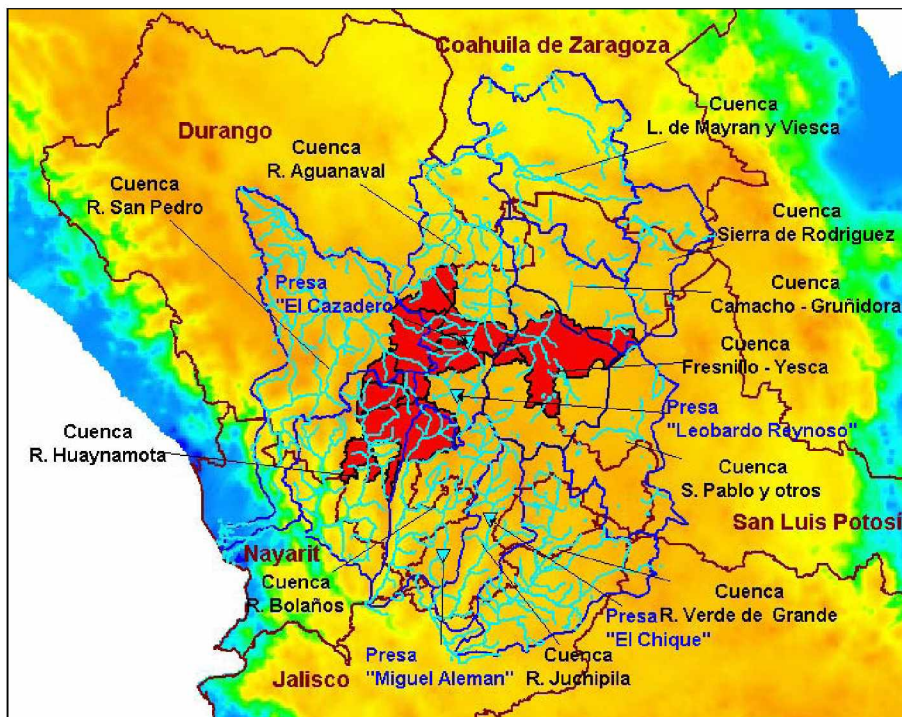 Coahuila de Zaragoza
Cuenca
L. de Mayran y Viesca
Durango
Cuenca
R. Aguanaval
Cuenca
R. San Pedro
Cuenca
Sierra de Rodriguez
Presa
"El Cazadero"
Cuenca
Camacho - Gruñidora
Cuenca
Fresnillo - Yesca
Presa
"Leobardo Reynoso"
Cuenca
R. Huaynamota
Cuenca
S. Pablo y otros
San Luis Potosí
Nayarit
Cuenca
R. Bolaños
Cuenca
R. Verde de Grande
Presa
"El Chique"
Presa
"Miguel Aleman"
Cuenca
R. Juchipila
Jalisco